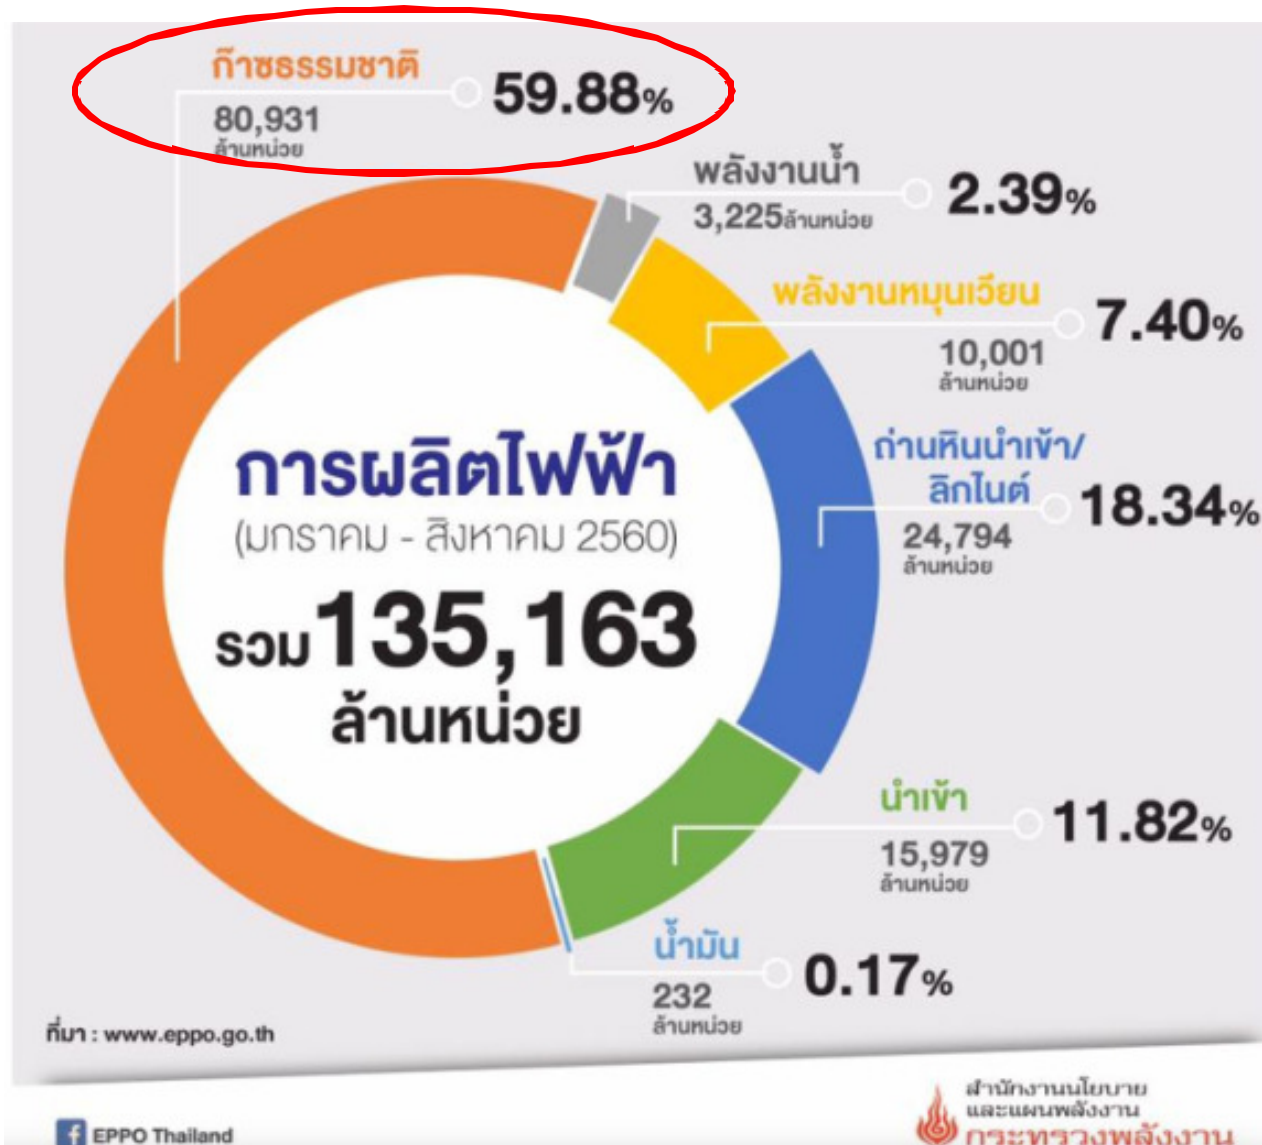 ก๊าซธรรมชาติ
80,931
ล้านหน่วย
59.88%
พลังงานน้ำ
3,225ล้านหน่วย
2.39%
พลังงานหมุนเวียน
10,001
ล้านหน่วย
7.40%
ถ่านหินนำเข้า/
ลิกไนต์
24,794
ล้านหน่วย
18.34%
การผลิตไฟฟ้า
(มกราคม - สิงหาคม 2560)
รวม135,163
ล้านหน่วย
นำเข้า
15,979
ล้านหน่วย
11.82%
น้ำมัน
232
ล้านหน่วย
0.17%
ที่มา : www.eppo.go.th
EPPO Thailand
สำนักงานนโยบาย
และแผนพลังงาน
กระทรวงพลังงาน